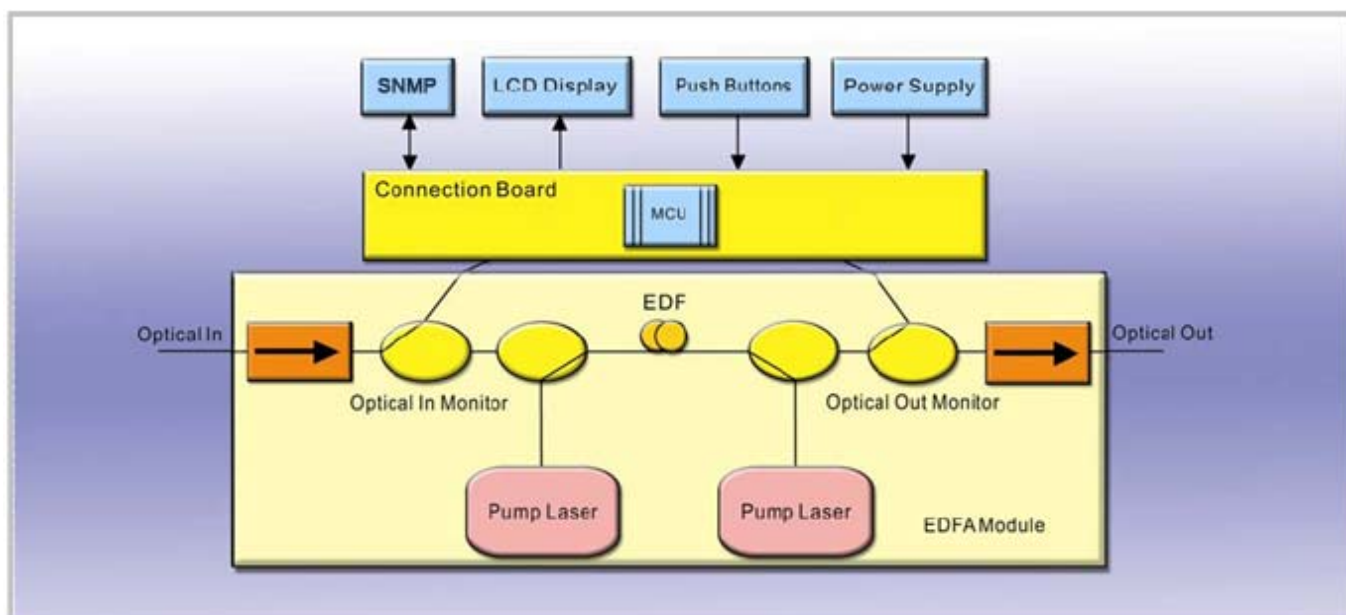 SNMP
LCD Display
Push Buttons
Power Supply
Connection Board
MCU
EDF
Optical In
Optical Out
Optical In Monitor
Optical Out Monitor
Pump Laser
Pump Laser
EDFA Module